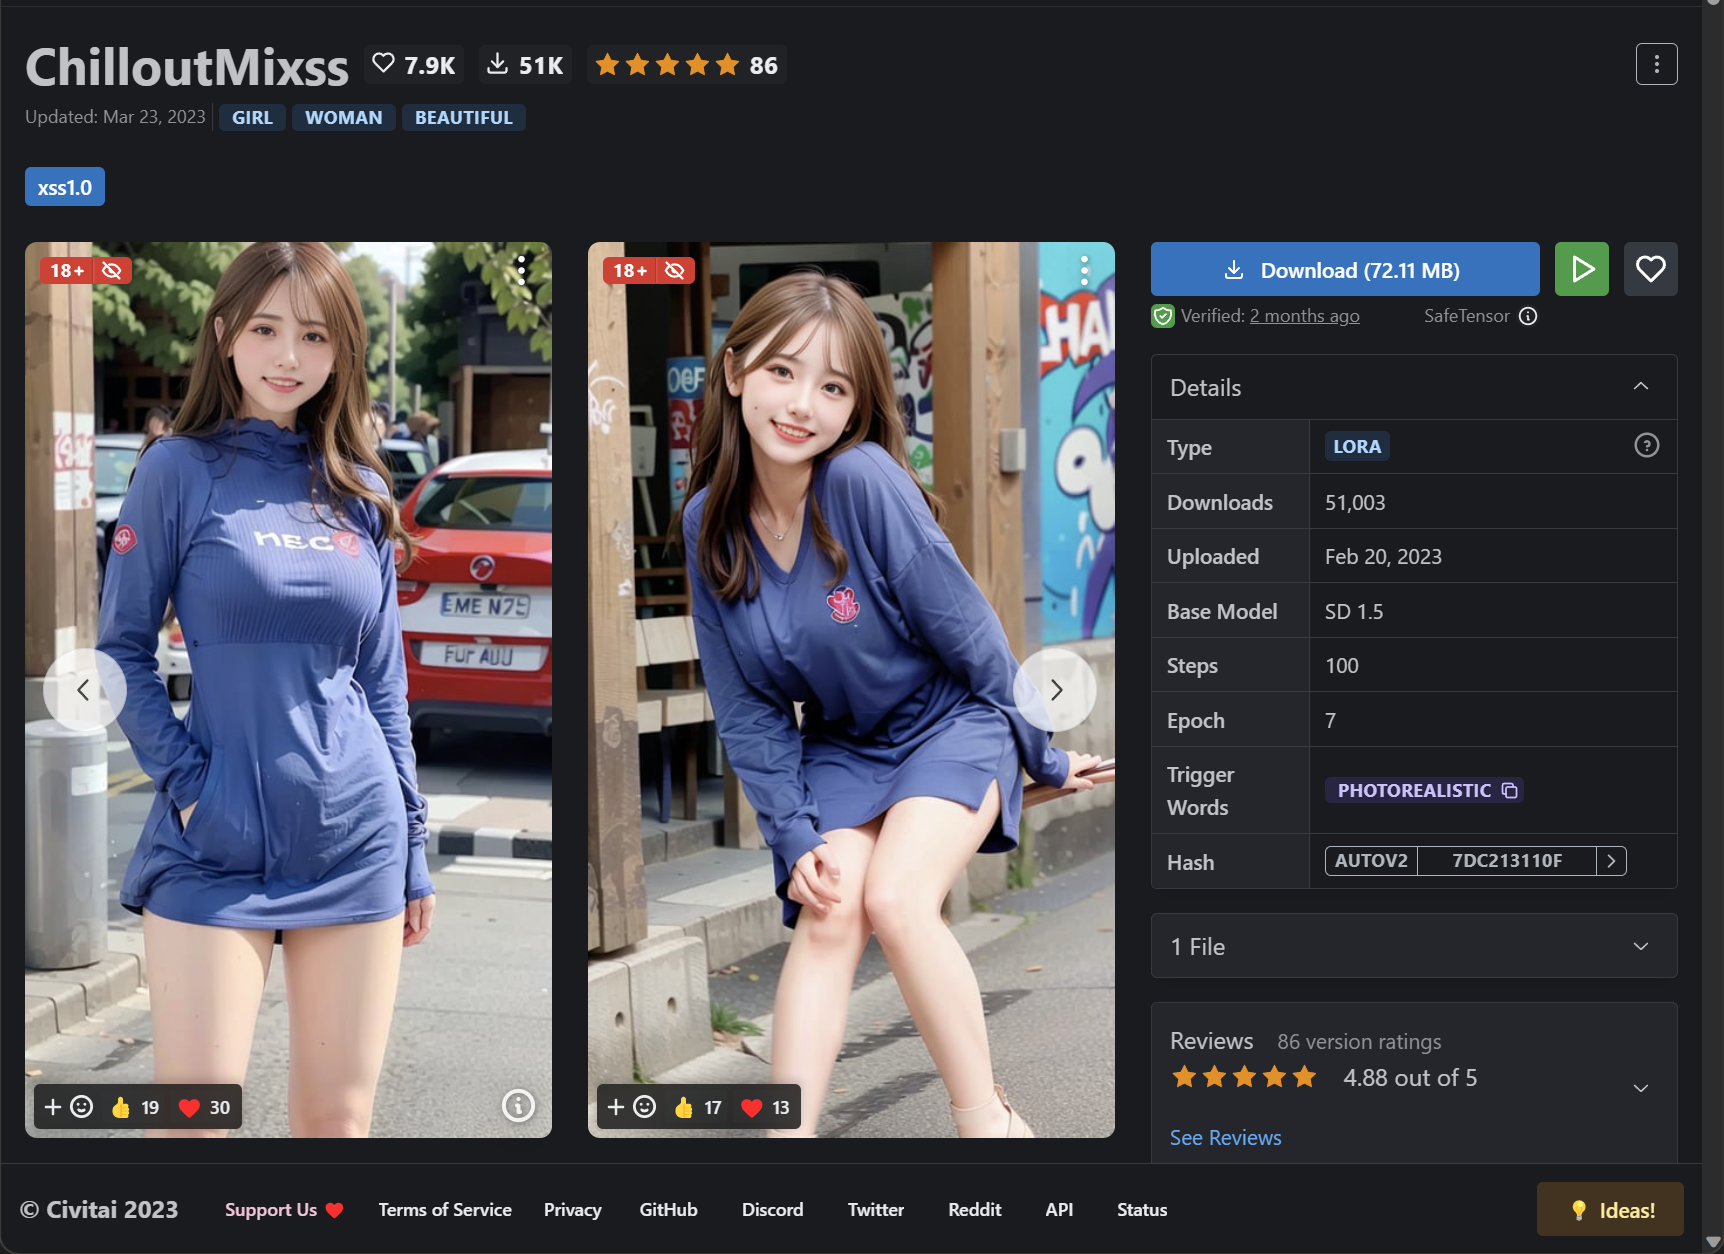 ChilloutMixss 7.9K 51K 86
Updated: Mar 23, 2023 GIRL WOMAN BEAUTIFUL
xss1.0
18+
18+
Download (72.11 MB)
Verified: 2 months ago SafeTensor
Details
Type LORA
Downloads 51,003
Uploaded Feb 20, 2023
Base Model SD 1.5
Steps 100
Epoch 7
Trigger Words PHOTOREALISTIC
Hash AUTOV2 7DC213110F
1 File
Reviews 86 version ratings
4.88 out of 5
See Reviews
19 30
17 13
© Civitai 2023 Support Us Terms of Service Privacy GitHub Discord Twitter Reddit API Status Ideas!